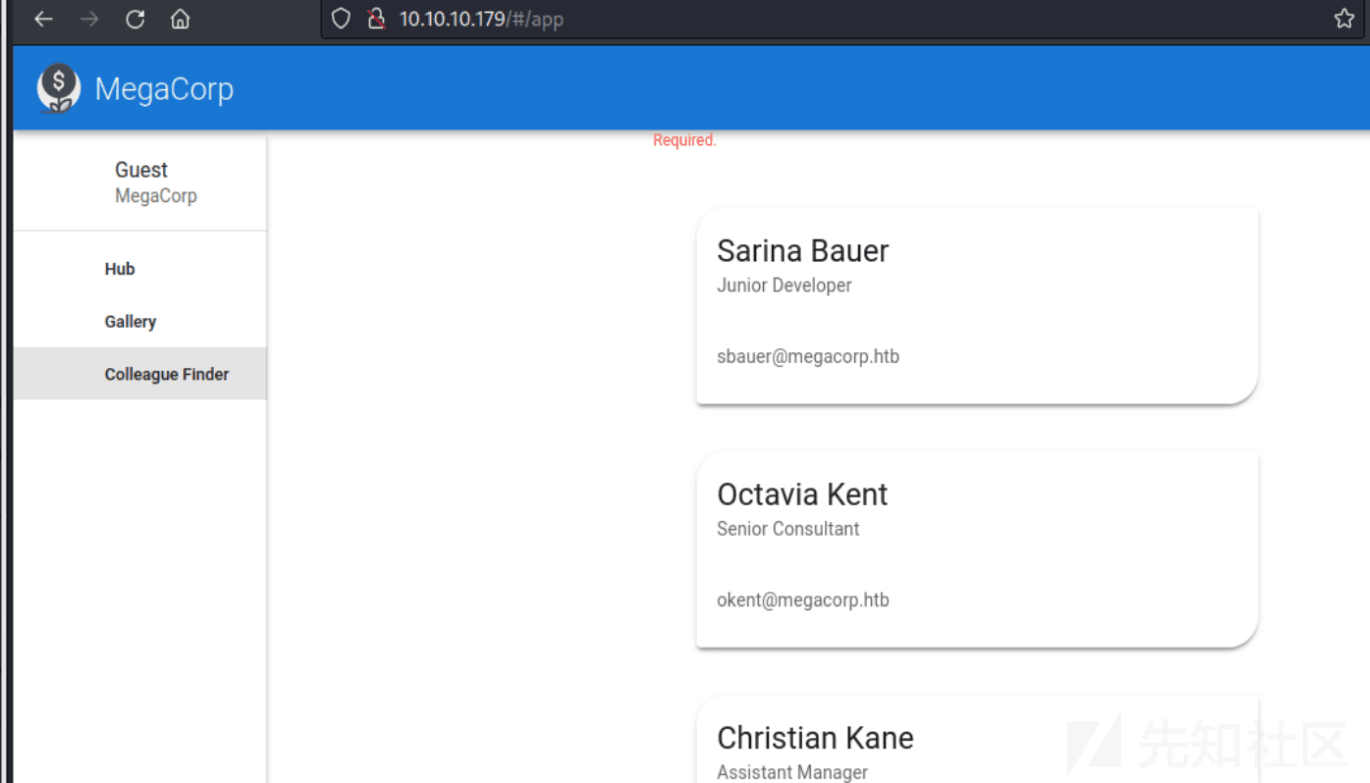 10.10.10.179/#/app
$
MegaCorp
Required.
Guest
MegaCorp
Hub
Gallery
Colleague Finder
Sarina Bauer
Junior Developer
sbauer@megacorp.htb
Octavia Kent
Senior Consultant
okent@megacorp.htb
Christian Kane
Assistant Manager
先知社区